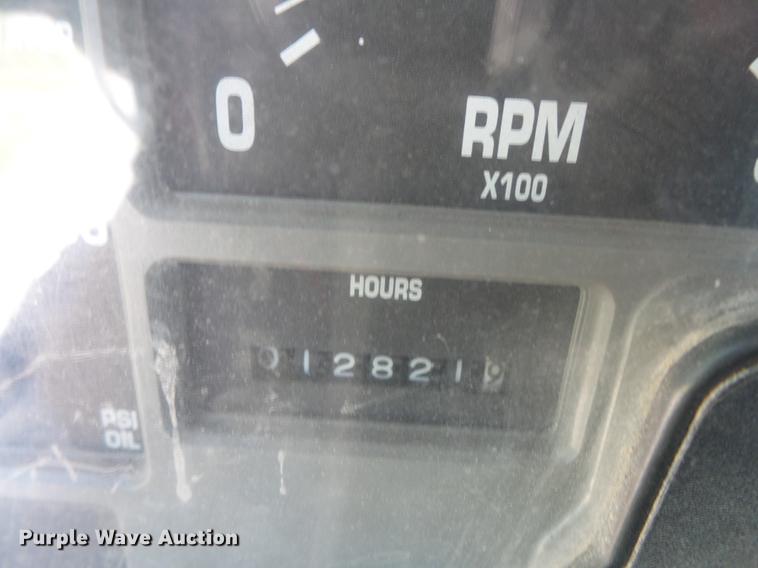 0
RPM
X100
HOURS
0128219
PSI
OIL
Purple Wave Auction®